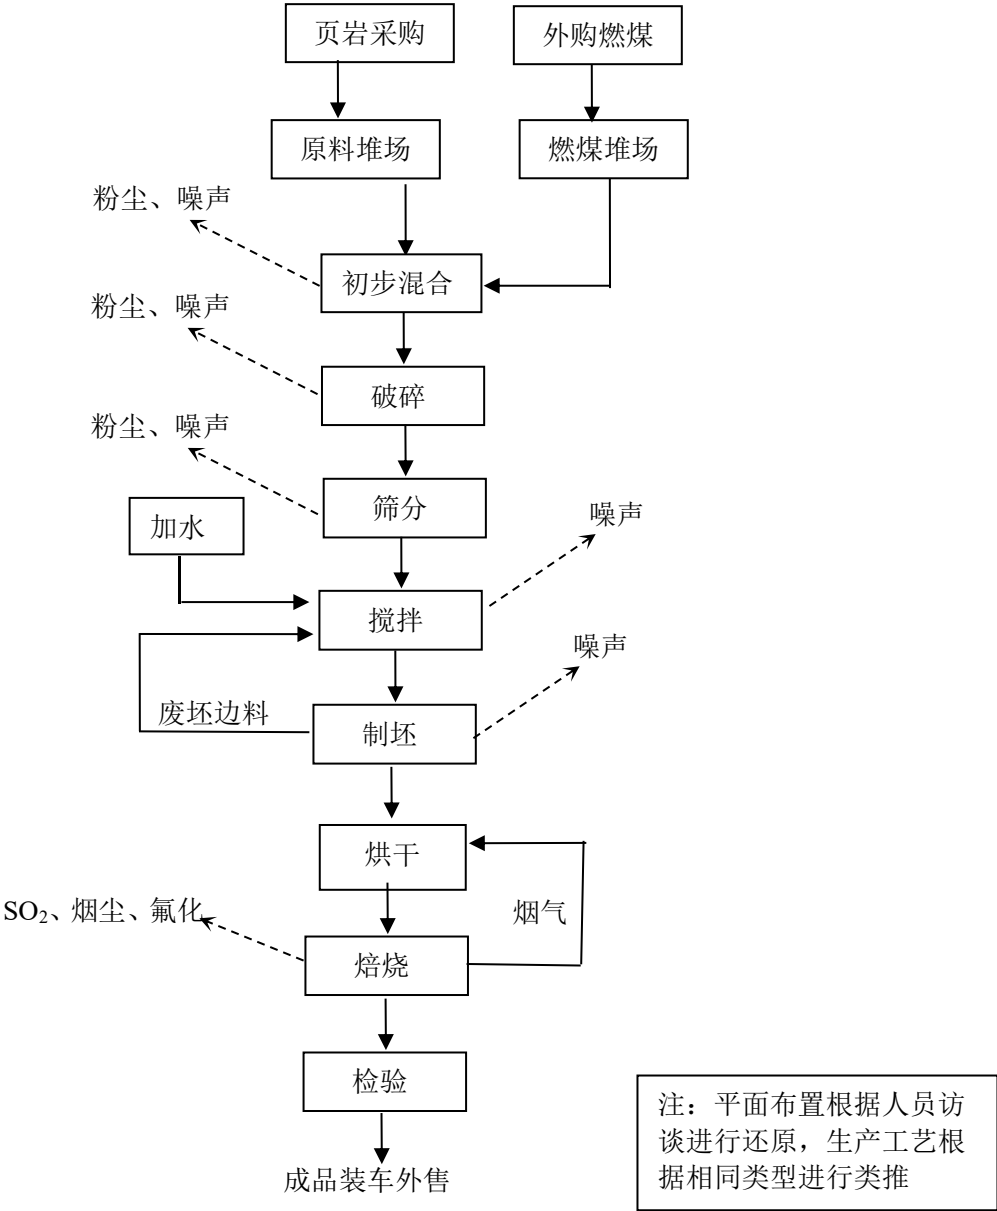 页岩采购
外购燃煤
原料堆场
燃煤堆场
粉尘、噪声
初步混合
粉尘、噪声
破碎
粉尘、噪声
筛分
加水
噪声
搅拌
噪声
废坯边料
制坯
烘干
SO₂、烟尘、氟化
烟气
焙烧
检验
注：平面布置根据人员访
谈进行还原，生产工艺根
据相同类型进行类推
成品装车外售